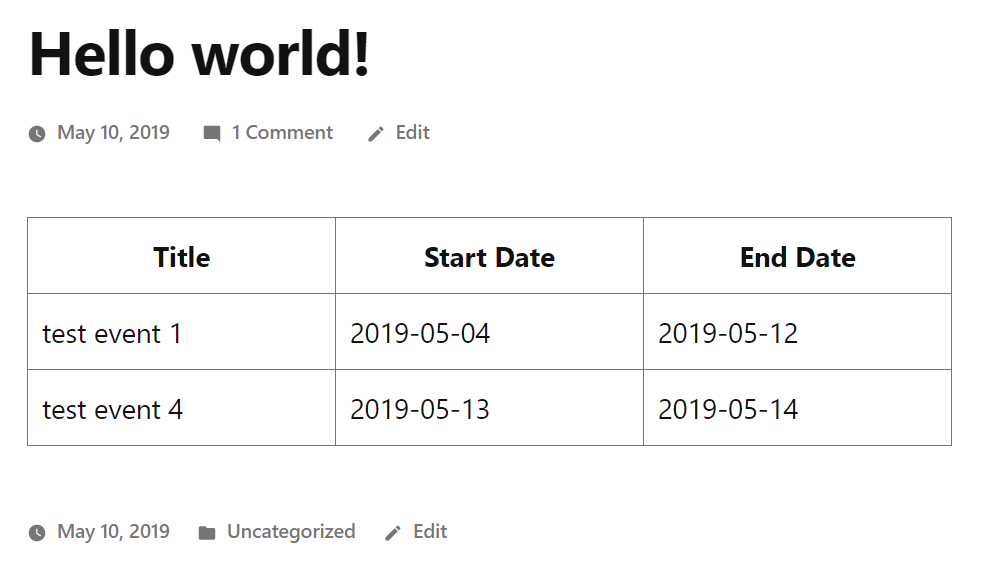 Hello world!
May 10, 2019 1 Comment Edit
Title Start Date End Date
test event 1 2019-05-04 2019-05-12
test event 4 2019-05-13 2019-05-14
May 10, 2019 Uncategorized Edit